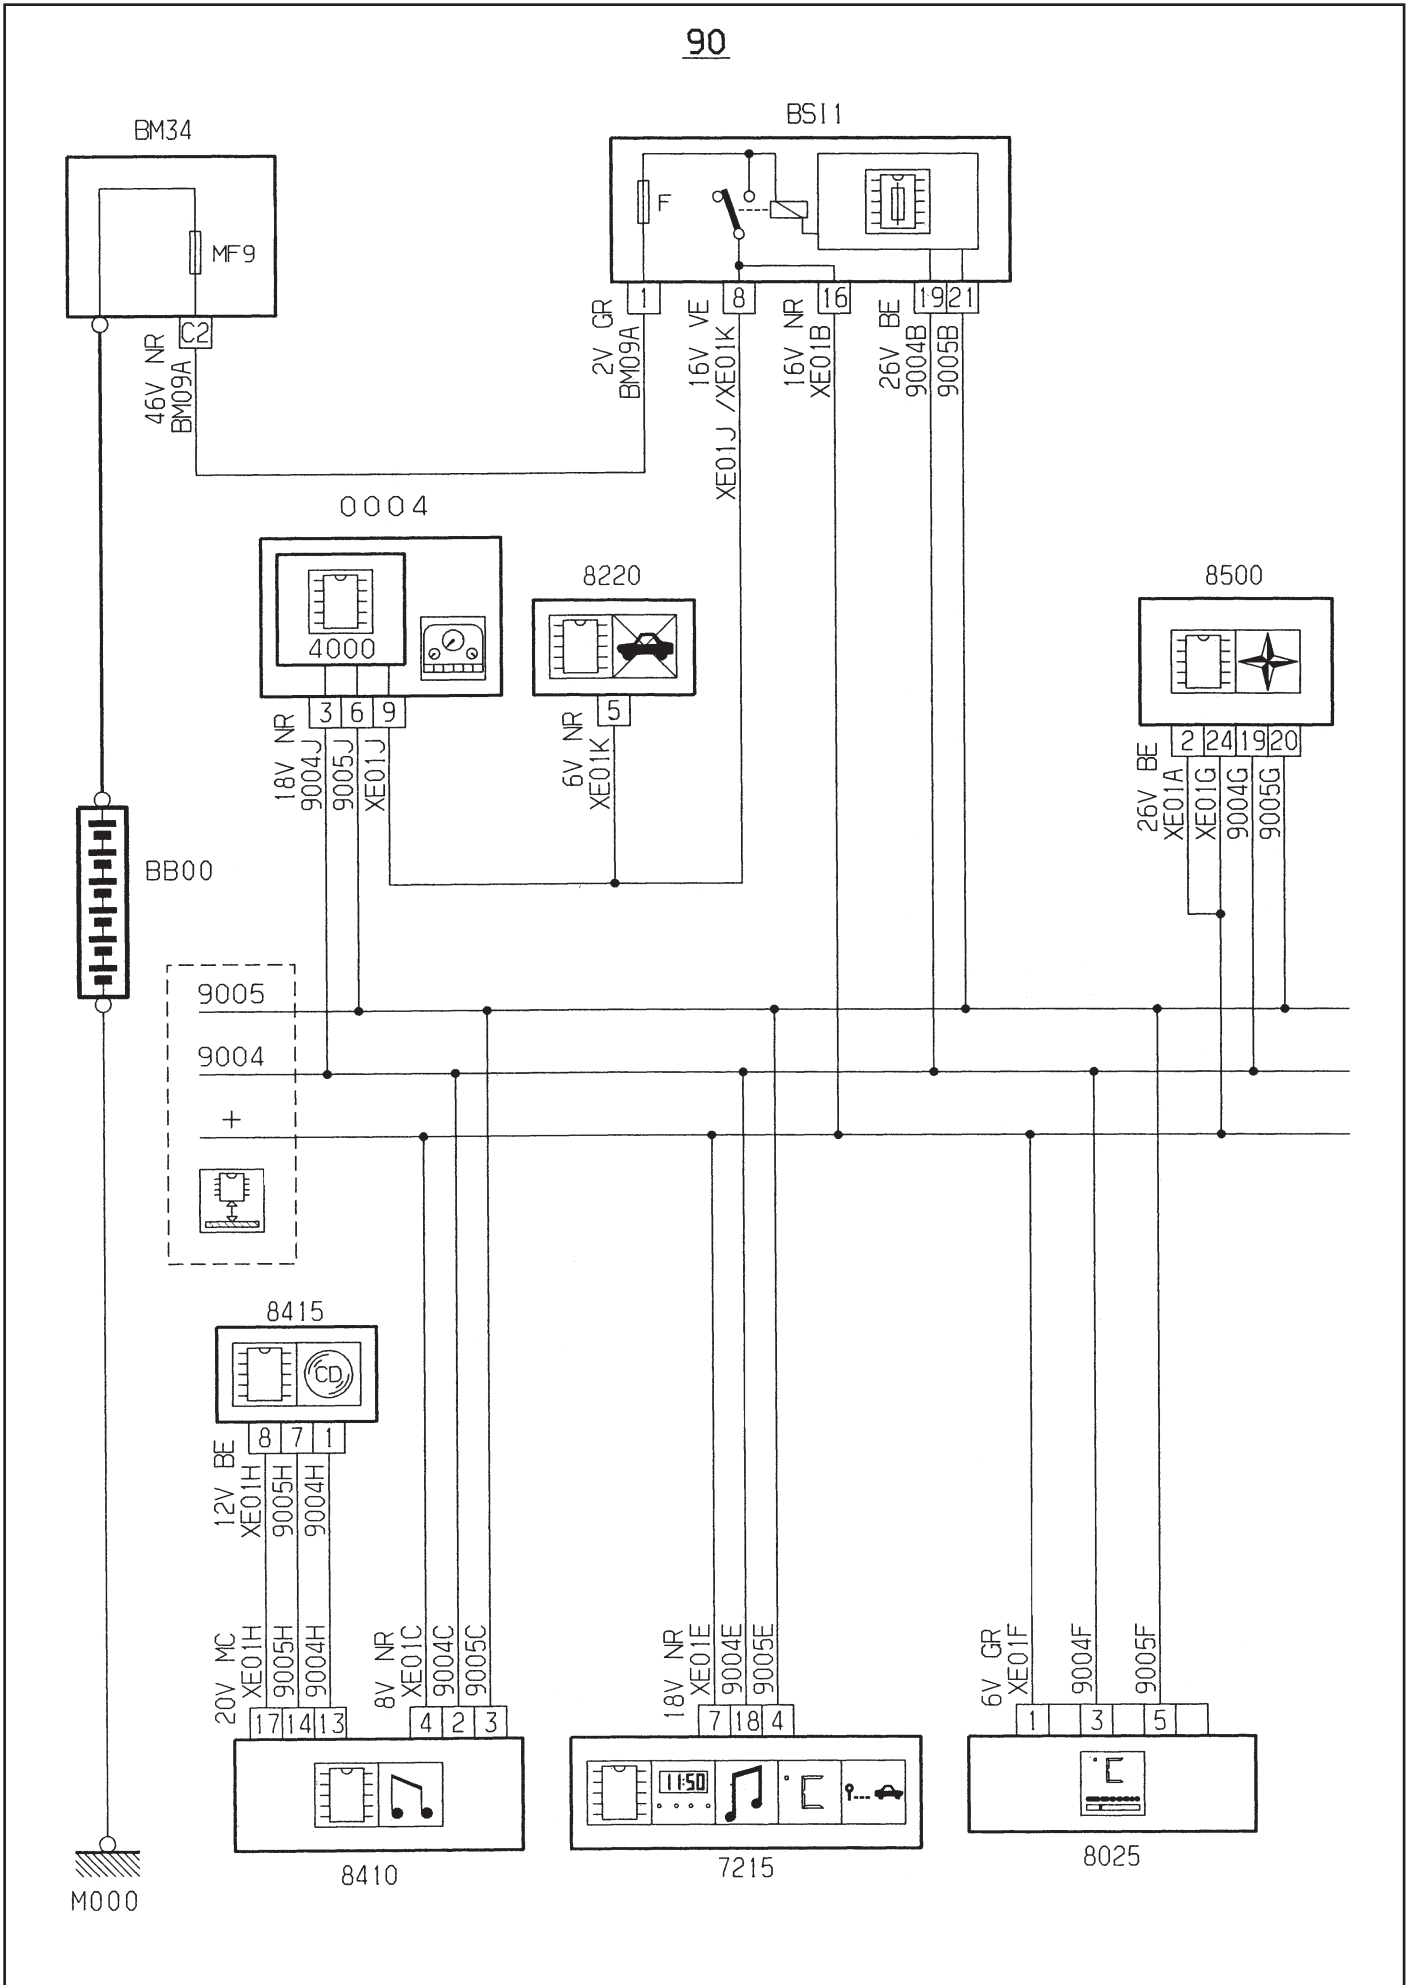 90
BM34
BSI1
F
MF9
C2
1
8
16
19
21
46V NR
BM09A
2V GR
BM09A
16V VE
XE01J /XE01K
16V NR
XE01B
26V BE
9004B
9005B
0004
4000
8220
8500
3
6
9
5
2
24
19
20
18V NR
9004J
9005J
XE01J
6V NR
XE01K
26V BE
XE01A
XE01G
9004G
9005G
BB00
9005
9004
+
8415
CD
8
7
1
12V BE
XE01H
9005H
9004H
20V MC
XE01H
9005H
9004H
8V NR
XE01C
9004C
9005C
18V NR
XE01E
9004E
9005E
6V GR
XE01F
9004F
9005F
17
14
13
4
2
3
7
18
4
1
3
5
11:50
°C
°C
M000
8410
7215
8025